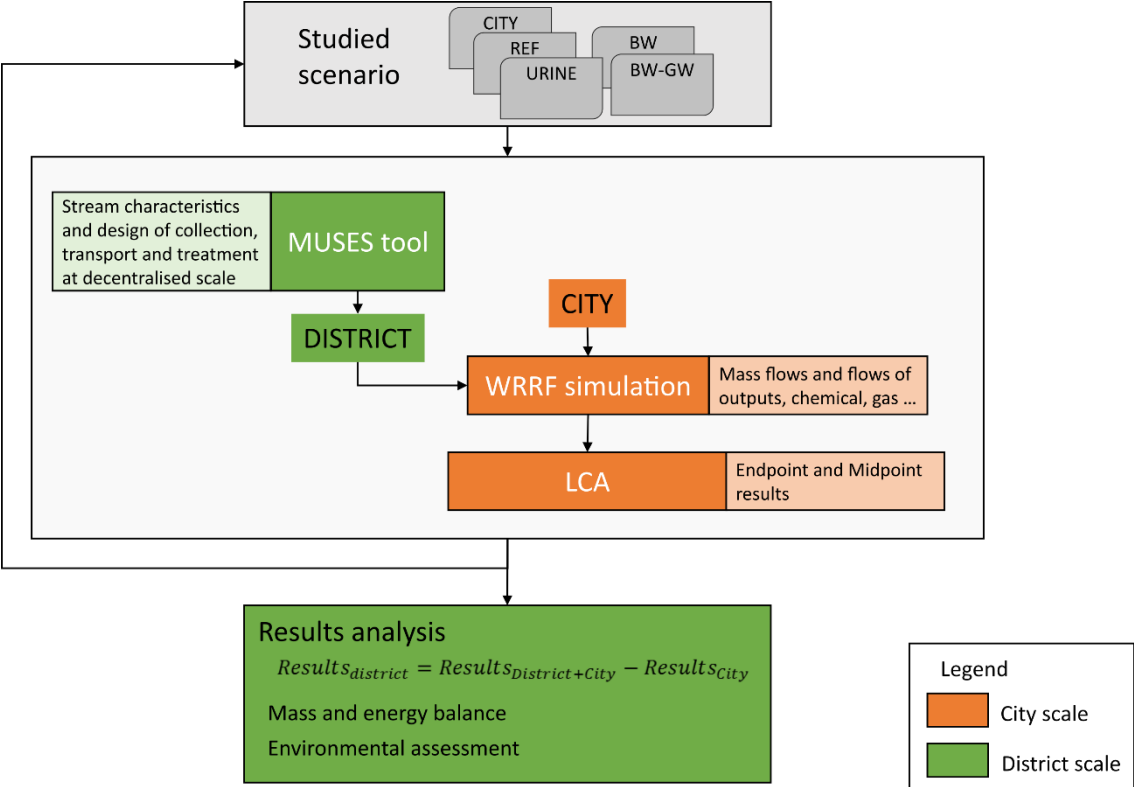 Studied
scenario
CITY
REF
URINE
BW
BW-GW
Stream characteristics
and design of collection,
transport and treatment
at decentralised scale
MUSES tool
DISTRICT
CITY
WRRF simulation
Mass flows and flows of
outputs, chemical, gas ...
LCA
Endpoint and Midpoint
results
Results analysis
Results_district = Results_District+City − Results_City
Mass and energy balance
Environmental assessment
Legend
City scale
District scale